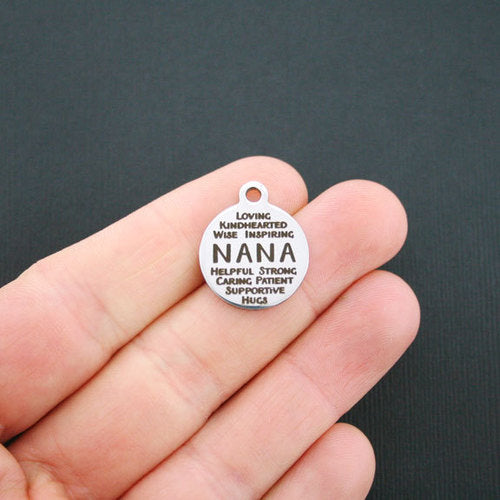 LOVING
KINDHEARTED
WISE INSPIRING
NANA
HELPFUL STRONG
CARING PATIENT
SUPPORTIVE
HUGS